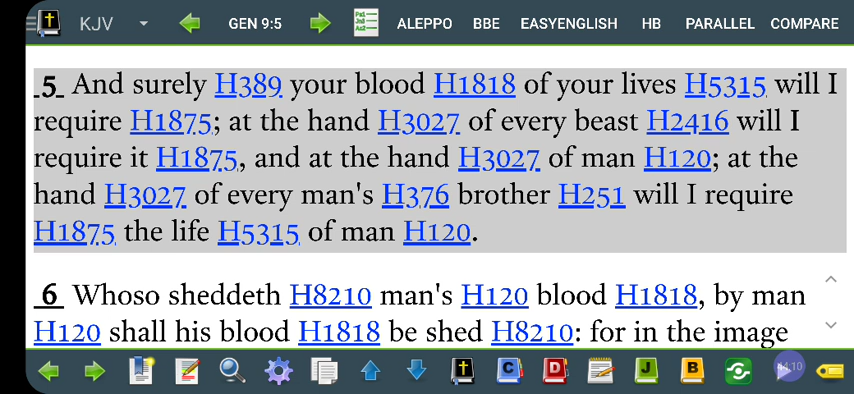 KJV GEN 9:5 ALEPPO BBE EASYENGLISH HB PARALLEL COMPARE
5 And surely H389 your blood H1818 of your lives H5315 will I
require H1875; at the hand H3027 of every beast H2416 will I
require it H1875, and at the hand H3027 of man H120; at the
hand H3027 of every man's H376 brother H251 will I require
H1875 the life H5315 of man H120.
6 Whoso sheddeth H8210 man's H120 blood H1818, by man
H120 shall his blood H1818 be shed H8210: for in the image
C D J B